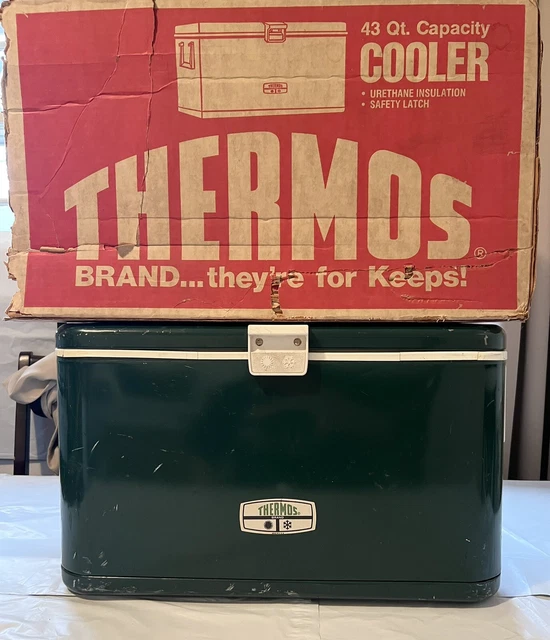 43 Qt. Capacity
COOLER
• URETHANE INSULATION
• SAFETY LATCH
THERMOS®
BRAND...they're for Keeps!
THERMOS®